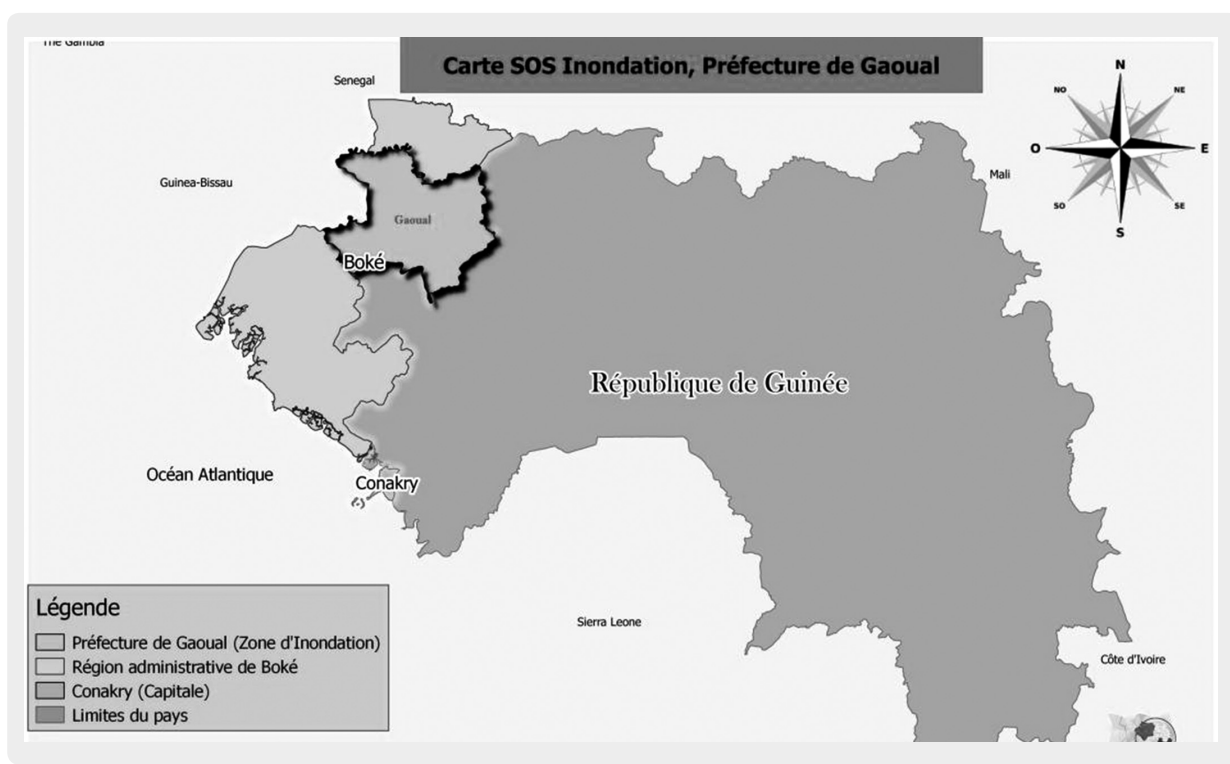 The Gambia
Carte SOS Inondation, Préfecture de Gaoual
Senegal
N
NO
NE
O
E
SO
SE
S
Mali
Guinea-Bissau
Gaoual
Boké
République de Guinée
Océan Atlantique
Conakry
Légende
Préfecture de Gaoual (Zone d'Inondation)
Région administrative de Boké
Conakry (Capitale)
Limites du pays
Sierra Leone
Côte d'Ivoire